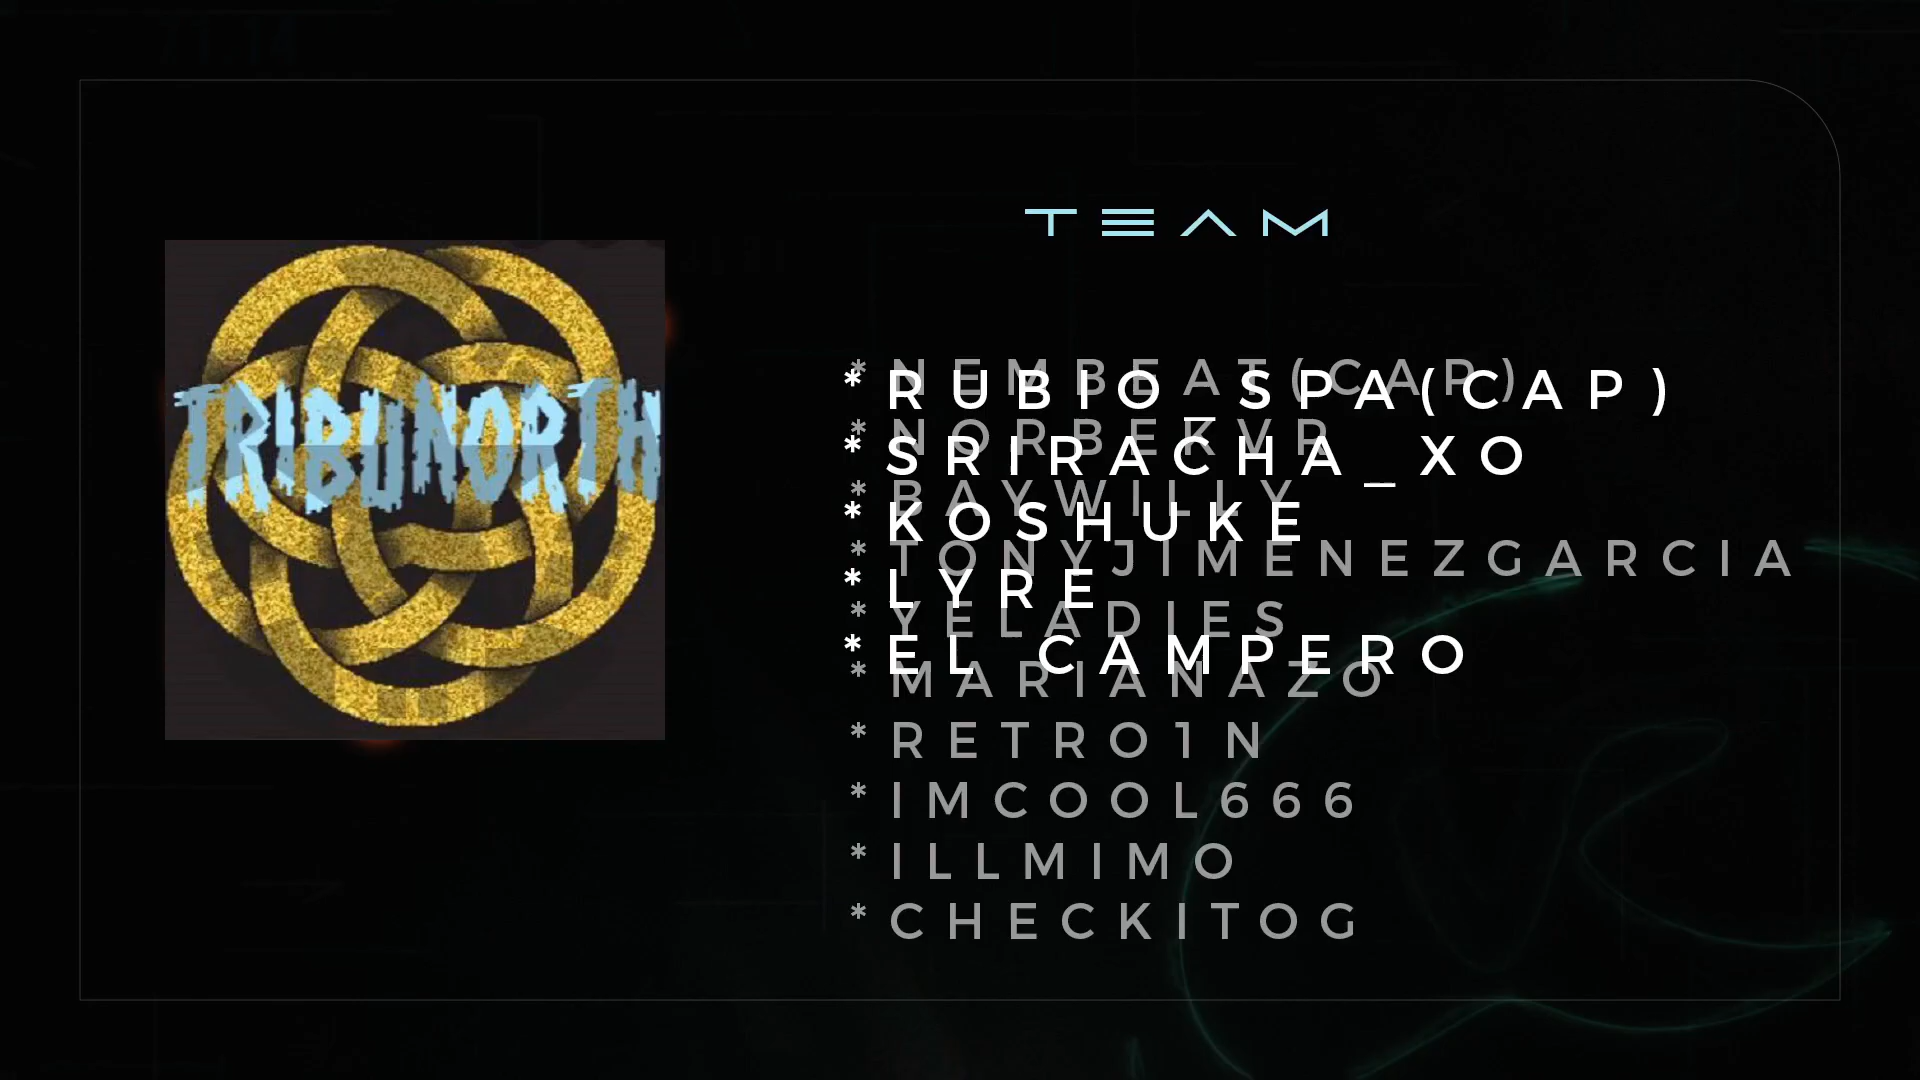 TEAM
TRIBUNORTH
* NEMBEAT(CAP)
* RUBIO_SPA(CAP)
* NORBEKVR
* SRIRACHA_XO
* BAYWILLY
* KOSHUKE
* TONYJIMENEZGARCIA
* LYRE
* YELADIES
* EL CAMPERO
* MARIANAZO
* RETRO1N
* IMCOOL666
* ILLMIMO
* CHECKITOG